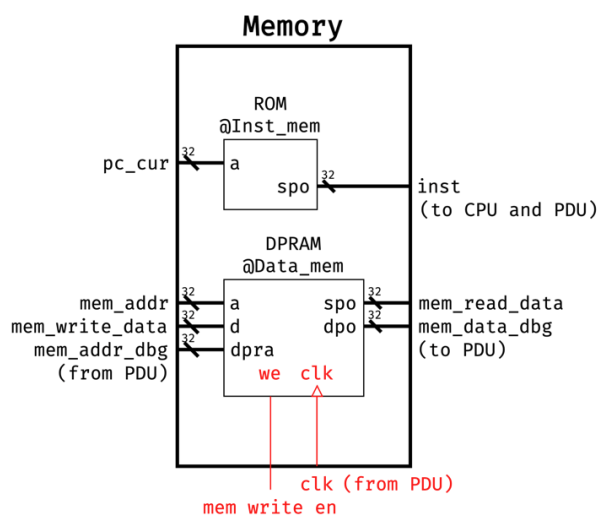 Memory
ROM
@Inst_mem
pc_cur
32
a
spo
32
inst
(to CPU and PDU)
DPRAM
@Data_mem
mem_addr
32
a
spo
32
mem_read_data
mem_write_data
32
d
dpo
32
mem_data_dbg
mem_addr_dbg
32
dpra
(to PDU)
(from PDU)
we clk
clk (from PDU)
mem write en